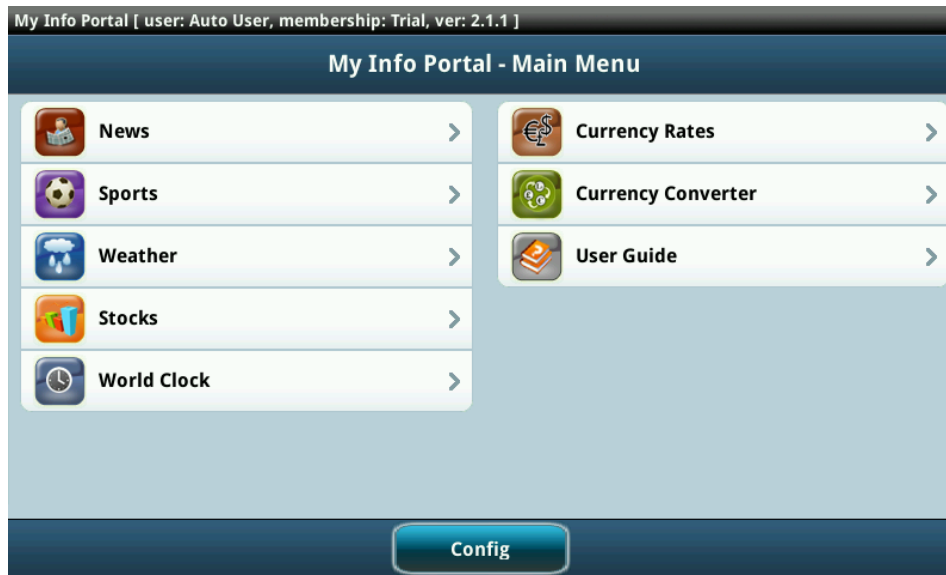 My Info Portal [ user: Auto User, membership: Trial, ver: 2.1.1 ]
My Info Portal - Main Menu
News
Sports
Weather
Stocks
World Clock
Currency Rates
Currency Converter
User Guide
Config